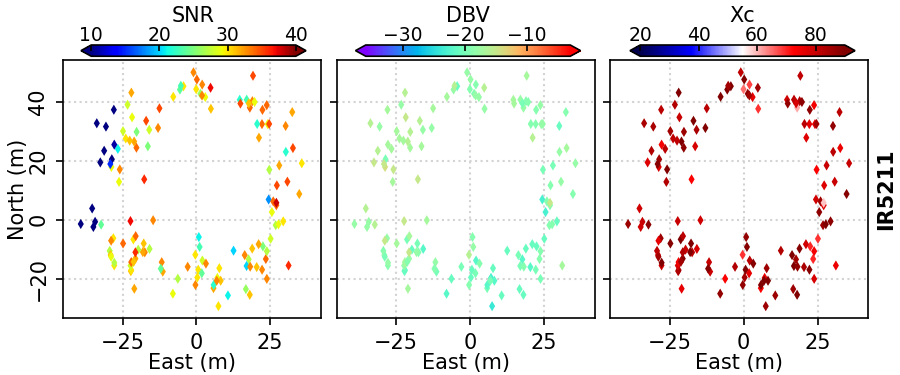 SNR DBV Xc
10 20 30 40 −30 −20 −10 20 40 60 80
North (m)
40
20
0
−20
−25 0 25 −25 0 25 −25 0 25
East (m) East (m) East (m)
IR5211